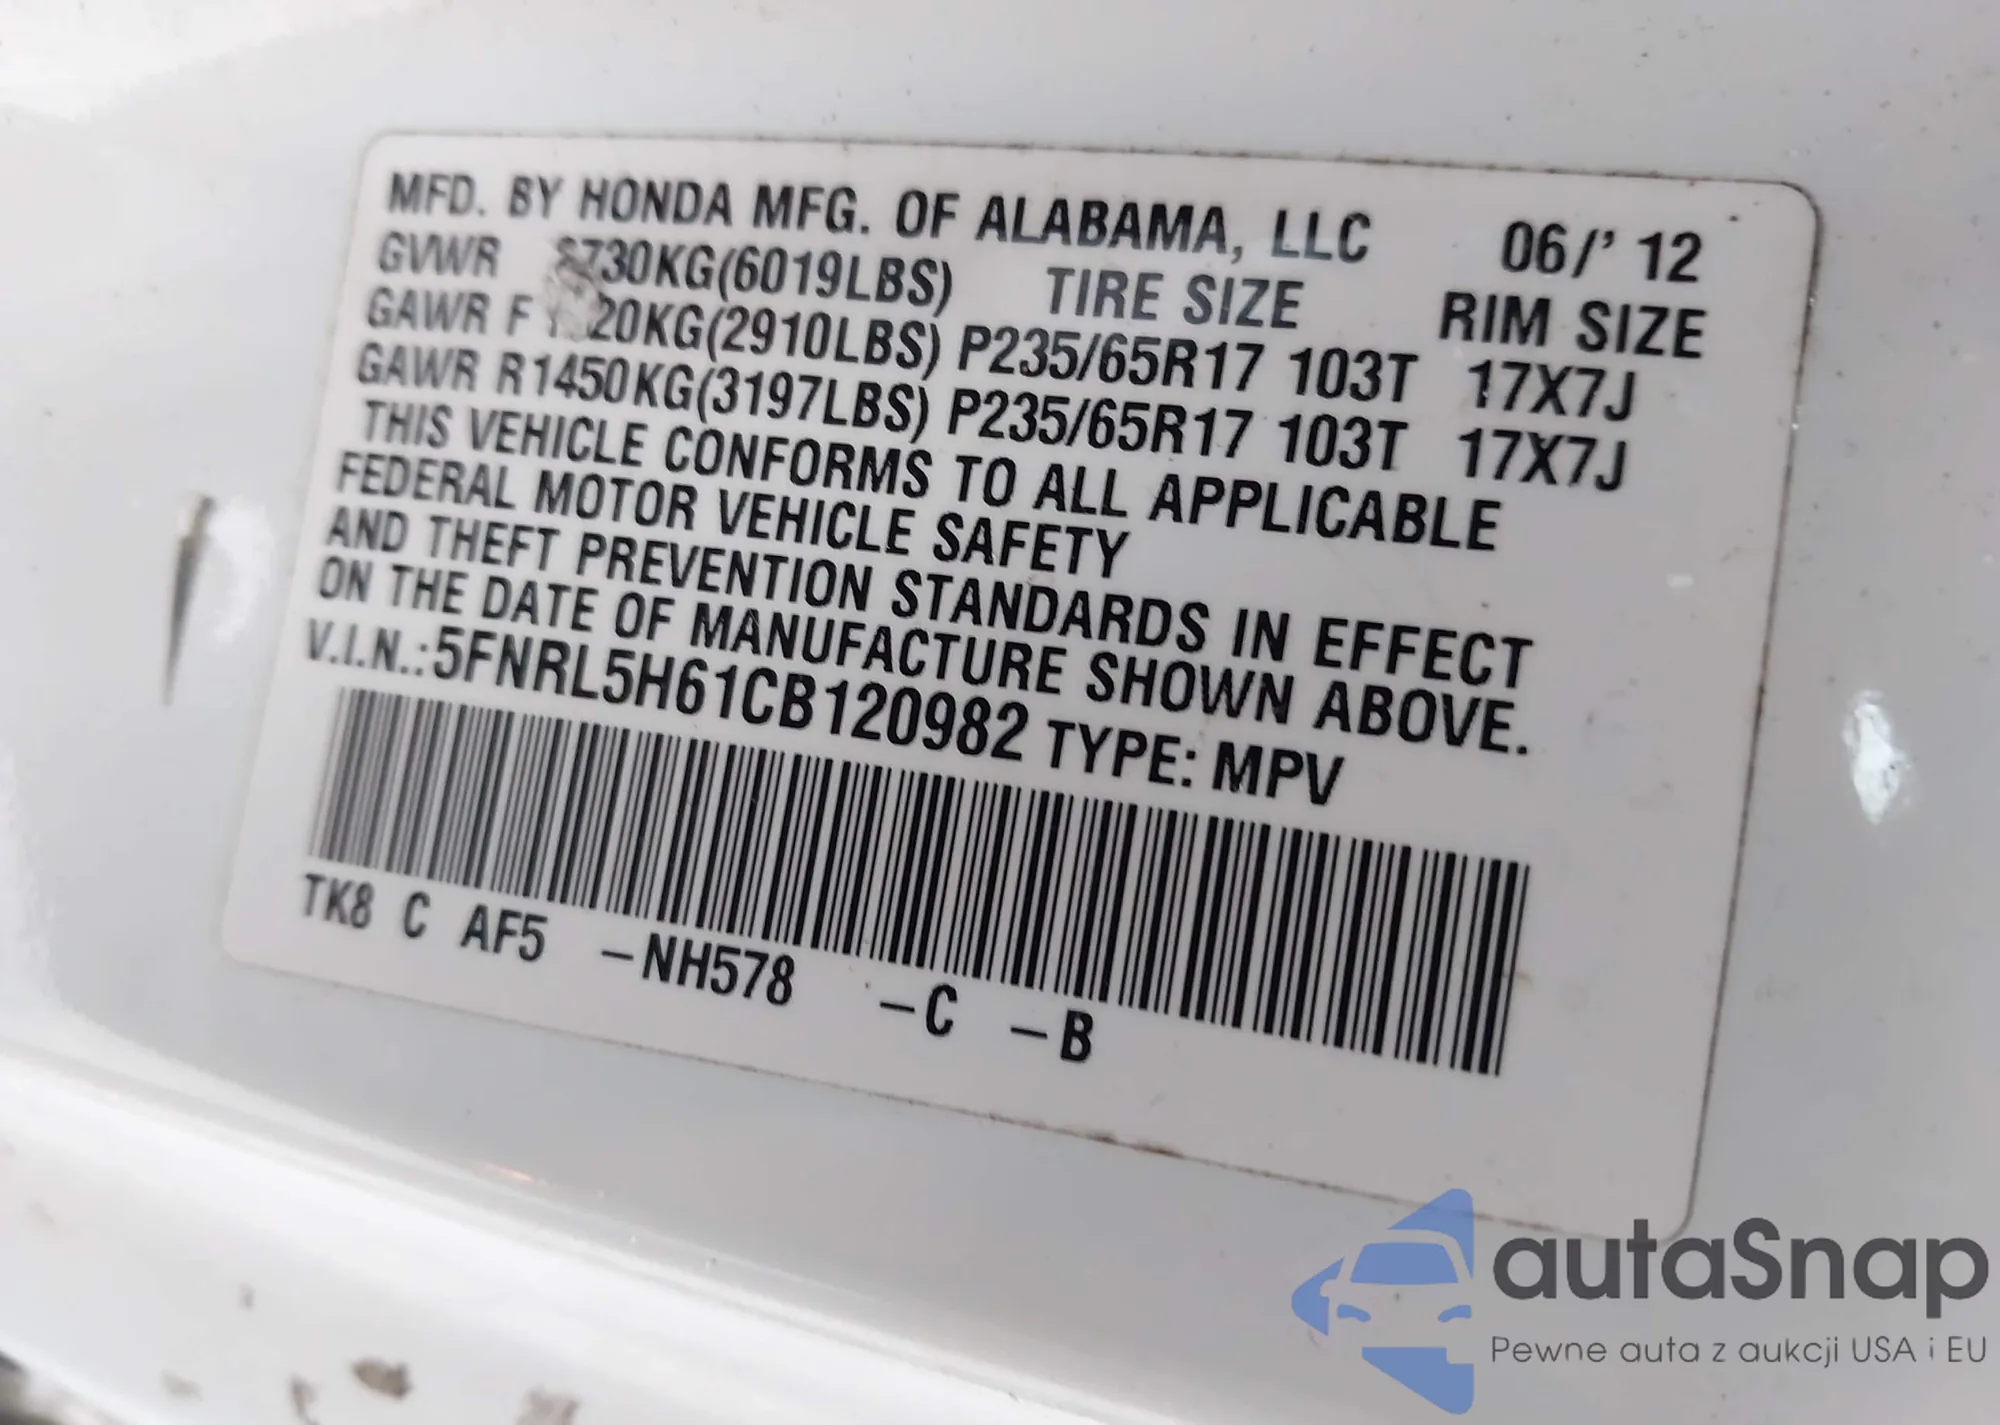 MFD. BY HONDA MFG. OF ALABAMA, LLC 06/' 12
GVWR 2730KG(6019LBS) TIRE SIZE RIM SIZE
GAWR F (2910LBS) P235/65R17 103T 17X7J
GAWR R1450KG(3197LBS) P235/65R17 103T 17X7J
THIS VEHICLE CONFORMS TO ALL APPLICABLE
FEDERAL MOTOR VEHICLE SAFETY
AND THEFT PREVENTION STANDARDS IN EFFECT
ON THE DATE OF MANUFACTURE SHOWN ABOVE.
V.I.N.:5FNRL5H61CB120982 TYPE: MPV
TK8 C AF5 –NH578 –C –B
autaSnap
Pewne auta z aukcji USA i EU